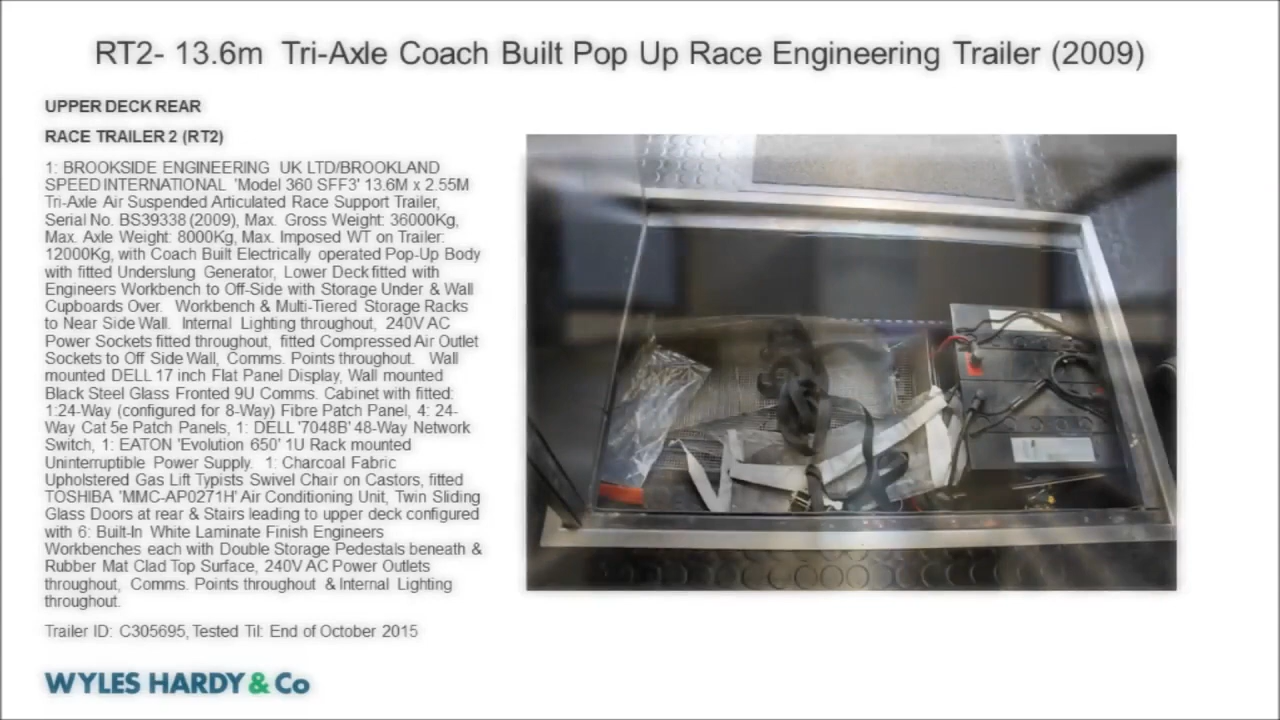 RT2- 13.6m Tri-Axle Coach Built Pop Up Race Engineering Trailer (2009)
UPPER DECK REAR
RACE TRAILER 2 (RT2)
1: BROOKSIDE ENGINEERING UK LTD/BROOKLAND
SPEED INTERNATIONAL 'Model 360 SFF3' 13.6M x 2.55M
Tri-Axle Air Suspended Articulated Race Support Trailer,
Serial No. BS39338 (2009), Max. Gross Weight: 36000Kg,
Max. Axle Weight: 8000Kg, Max. Imposed WT on Trailer:
12000Kg, with Coach Built Electrically operated Pop-Up Body
with fitted Underslung Generator, Lower Deck fitted with
Engineers Workbench to Off-Side with Storage Under & Wall
Cupboards Over. Workbench & Multi-Tiered Storage Racks
to Near Side Wall. Internal Lighting throughout, 240V AC
Power Sockets fitted throughout, fitted Compressed Air Outlet
Sockets to Off Side Wall, Comms. Points throughout. Wall
mounted DELL 17 inch Flat Panel Display, Wall mounted
Black Steel Glass Fronted 9U Comms. Cabinet with fitted:
1:24-Way (configured for 8-Way) Fibre Patch Panel, 4: 24-
Way Cat 5e Patch Panels, 1: DELL '7048B' 48-Way Network
Switch, 1: EATON 'Evolution 650' 1U Rack mounted
Uninterruptible Power Supply. 1: Charcoal Fabric
Upholstered Gas Lift Typists Swivel Chair on Castors, fitted
TOSHIBA 'MMC-AP0271H' Air Conditioning Unit, Twin Sliding
Glass Doors at rear & Stairs leading to upper deck configured
with 6: Built-In White Laminate Finish Engineers
Workbenches each with Double Storage Pedestals beneath &
Rubber Mat Clad Top Surface, 240V AC Power Outlets
throughout, Comms. Points throughout & Internal Lighting
throughout.
Trailer ID: C305695, Tested Til: End of October 2015
WYLES HARDY & Co